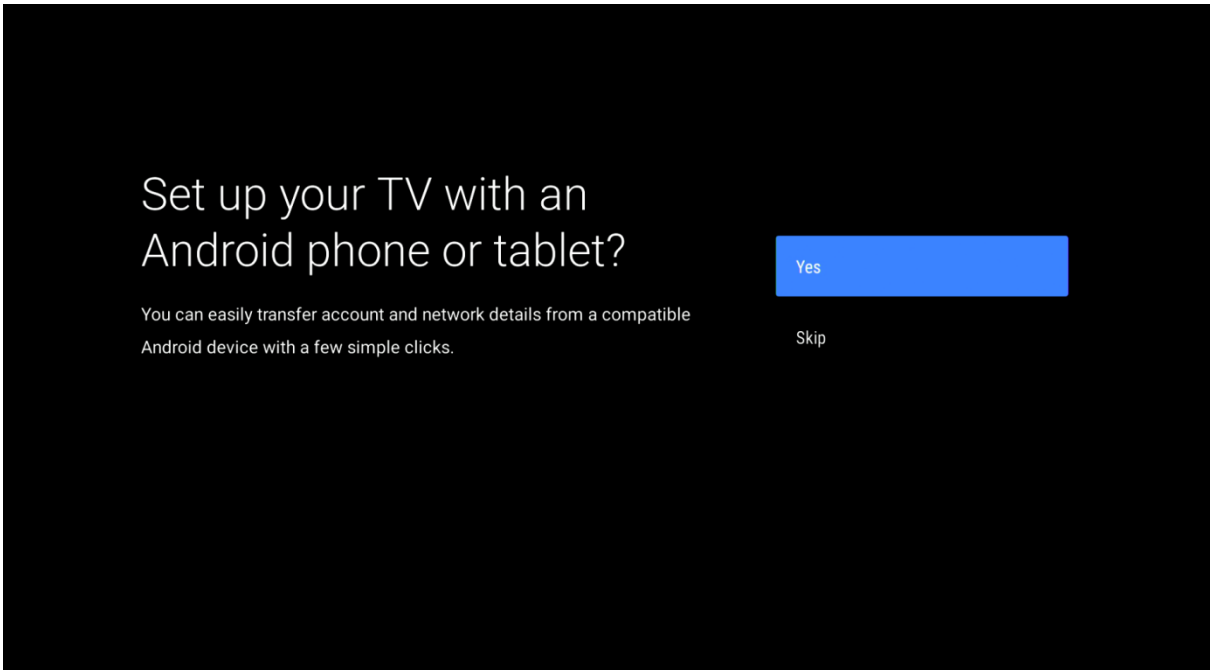 Set up your TV with an
Android phone or tablet?
You can easily transfer account and network details from a compatible
Android device with a few simple clicks.
Yes
Skip